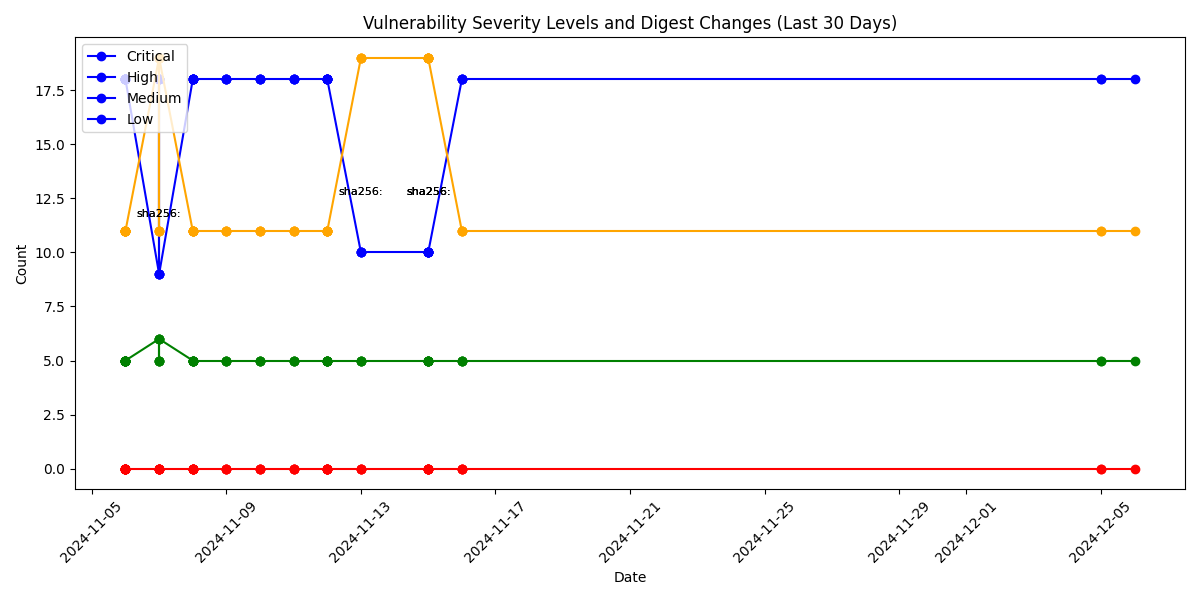 Vulnerability Severity Levels and Digest Changes (Last 30 Days)
Critical
High
Medium
Low
17.5
15.0
12.5
10.0
7.5
5.0
2.5
0.0
Count
sha256:
sha256:
sha256:
2024-11-05
2024-11-09
2024-11-13
2024-11-17
2024-11-21
2024-11-25
2024-11-29
2024-12-01
2024-12-05
Date